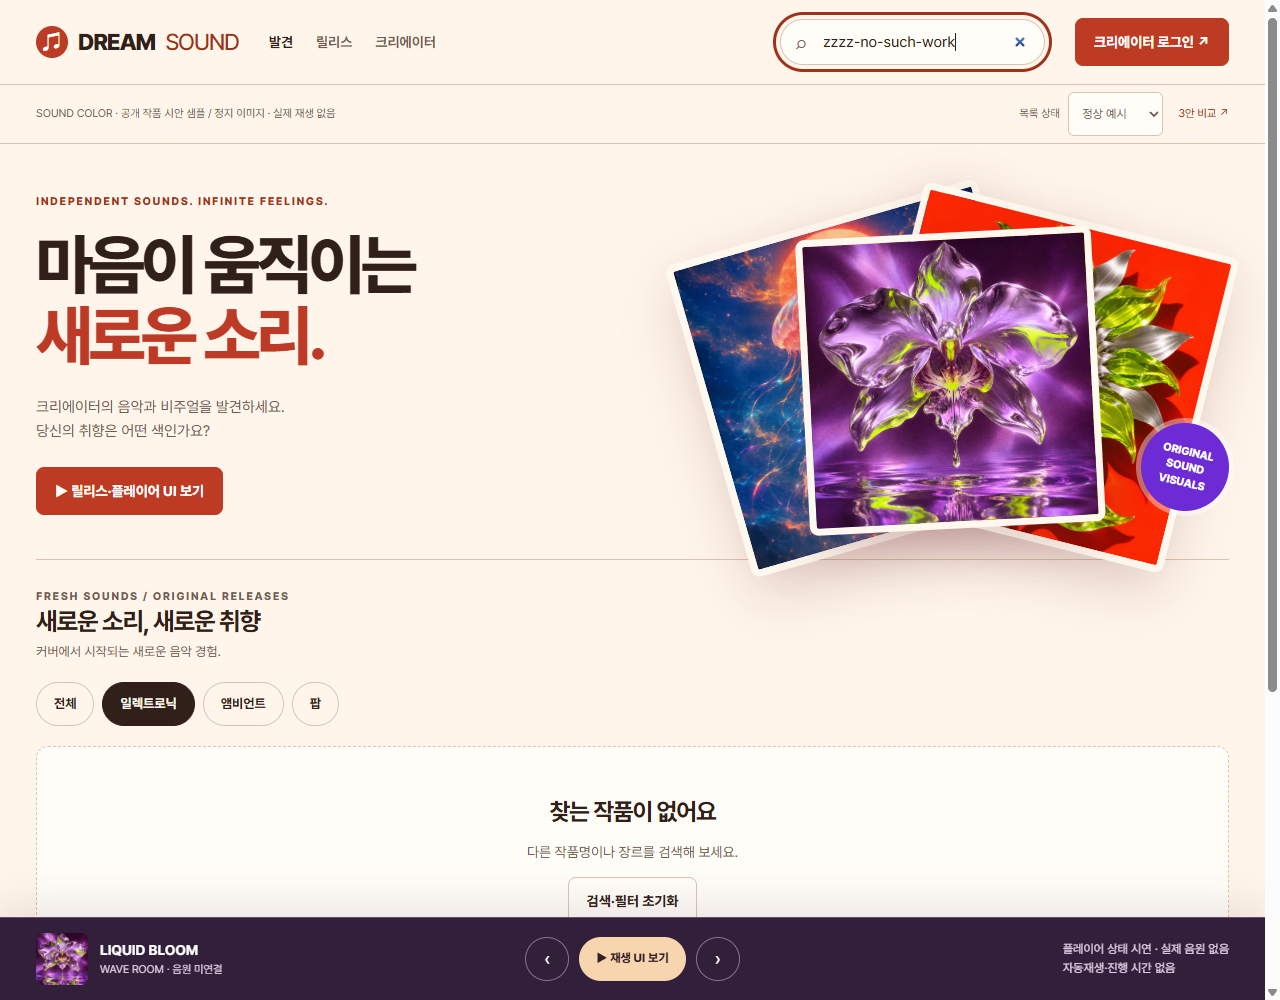 DREAM SOUND
발견
릴리스
크리에이터
zzzz-no-such-work
크리에이터 로그인 ↗
SOUND COLOR · 공개 작품 시안 샘플 / 정지 이미지 · 실제 재생 없음
목록 상태
정상 예시
3안 비교 ↗
INDEPENDENT SOUNDS. INFINITE FEELINGS.
마음이 움직이는
새로운 소리.
크리에이터의 음악과 비주얼을 발견하세요.
당신의 취향은 어떤 색인가요?
▶ 릴리스·플레이어 UI 보기
ORIGINAL
SOUND
VISUALS
FRESH SOUNDS / ORIGINAL RELEASES
새로운 소리, 새로운 취향
커버에서 시작되는 새로운 음악 경험.
전체
일렉트로닉
앰비언트
팝
찾는 작품이 없어요
다른 작품명이나 장르를 검색해 보세요.
검색·필터 초기화
LIQUID BLOOM
WAVE ROOM · 음원 미연결
‹
▶ 재생 UI 보기
›
플레이어 상태 시연 · 실제 음원 없음
자동재생·진행 시간 없음